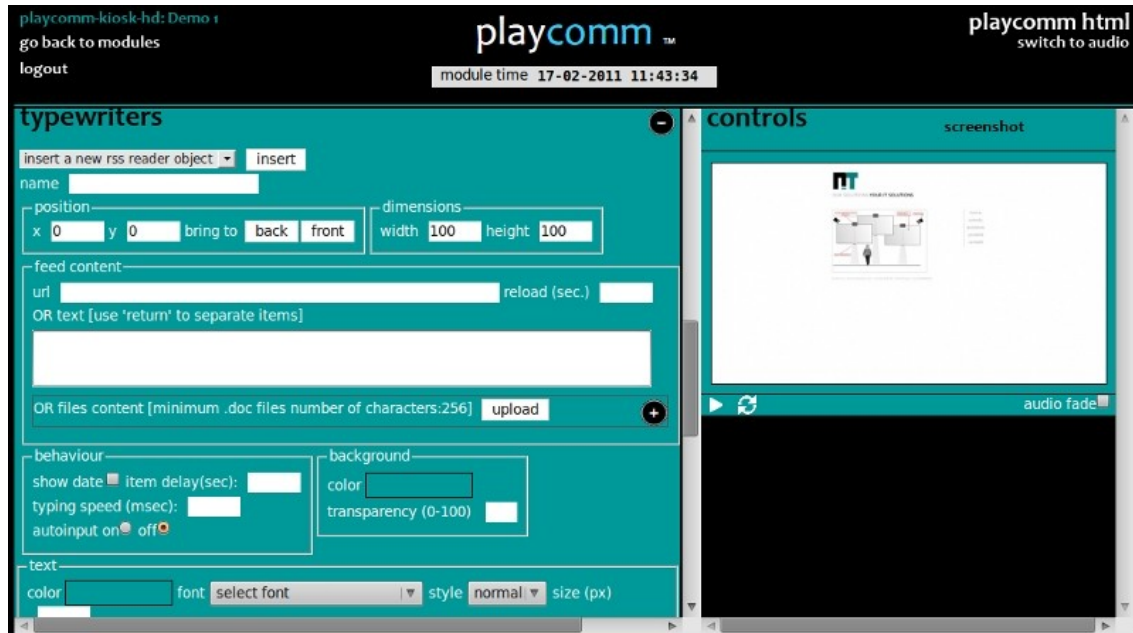 playcomm-kiosk-hd: Demo 1
go back to modules
logout
playcomm ™
module time 17-02-2011 11:43:34
playcomm html
switch to audio
typewriters
insert a new rss reader object insert
name
position
x 0 y 0 bring to back front
dimensions
width 100 height 100
feed content
url reload (sec.)
OR text [use 'return' to separate items]
OR files content [minimum .doc files number of characters:256] upload
behaviour
show date item delay(sec):
typing speed (msec):
autoinput on off
background
color
transparency (0-100)
text
color font select font style normal size (px)
controls
screenshot
audio fade